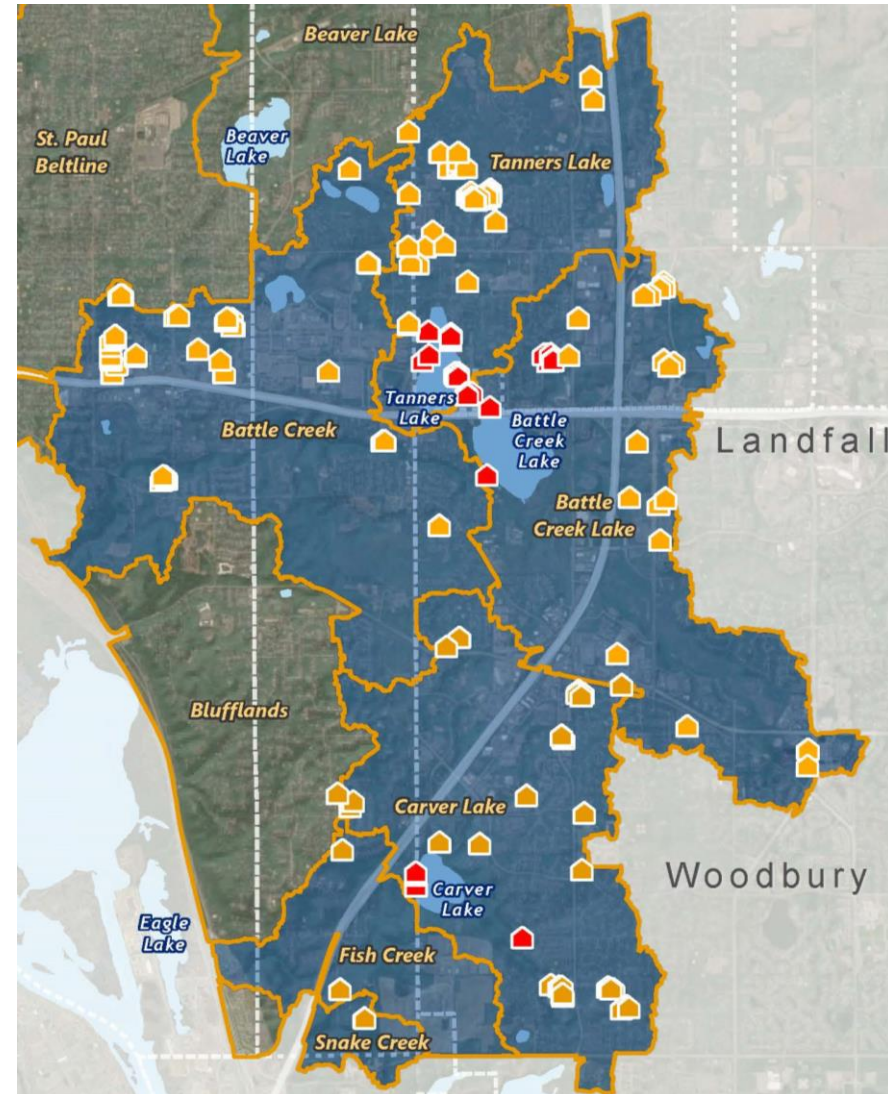 Beaver Lake
St. Paul
Beltline
Beaver
Lake
Tanners Lake
Tanners
Lake
Battle Creek
Battle
Creek
Lake
Landfall
Battle
Creek Lake
Blufflands
Carver Lake
Woodbury
Carver
Lake
Eagle
Lake
Fish Creek
Snake Creek